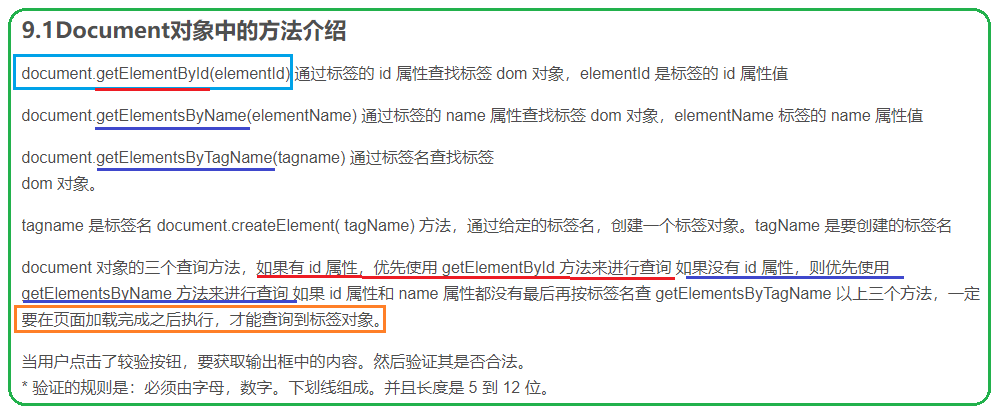 9.1Document对象中的方法介绍
document.getElementById(elementId) 通过标签的 id 属性查找标签 dom 对象，elementId 是标签的 id 属性值
document.getElementsByName(elementName) 通过标签的 name 属性查找标签 dom 对象，elementName 标签的 name 属性值
document.getElementsByTagName(tagname) 通过标签名查找标签
dom 对象。
tagname 是标签名 document.createElement( tagName) 方法，通过给定的标签名，创建一个标签对象。tagName 是要创建的标签名
document 对象的三个查询方法，如果有 id 属性，优先使用 getElementById 方法来进行查询 如果没有 id 属性，则优先使用
getElementsByName 方法来进行查询 如果 id 属性和 name 属性都没有最后再按标签名查 getElementsByTagName 以上三个方法，一定
要在页面加载完成之后执行，才能查询到标签对象。
当用户点击了较验按钮，要获取输出框中的内容。然后验证其是否合法。
* 验证的规则是：必须由字母，数字。下划线组成。并且长度是 5 到 12 位。